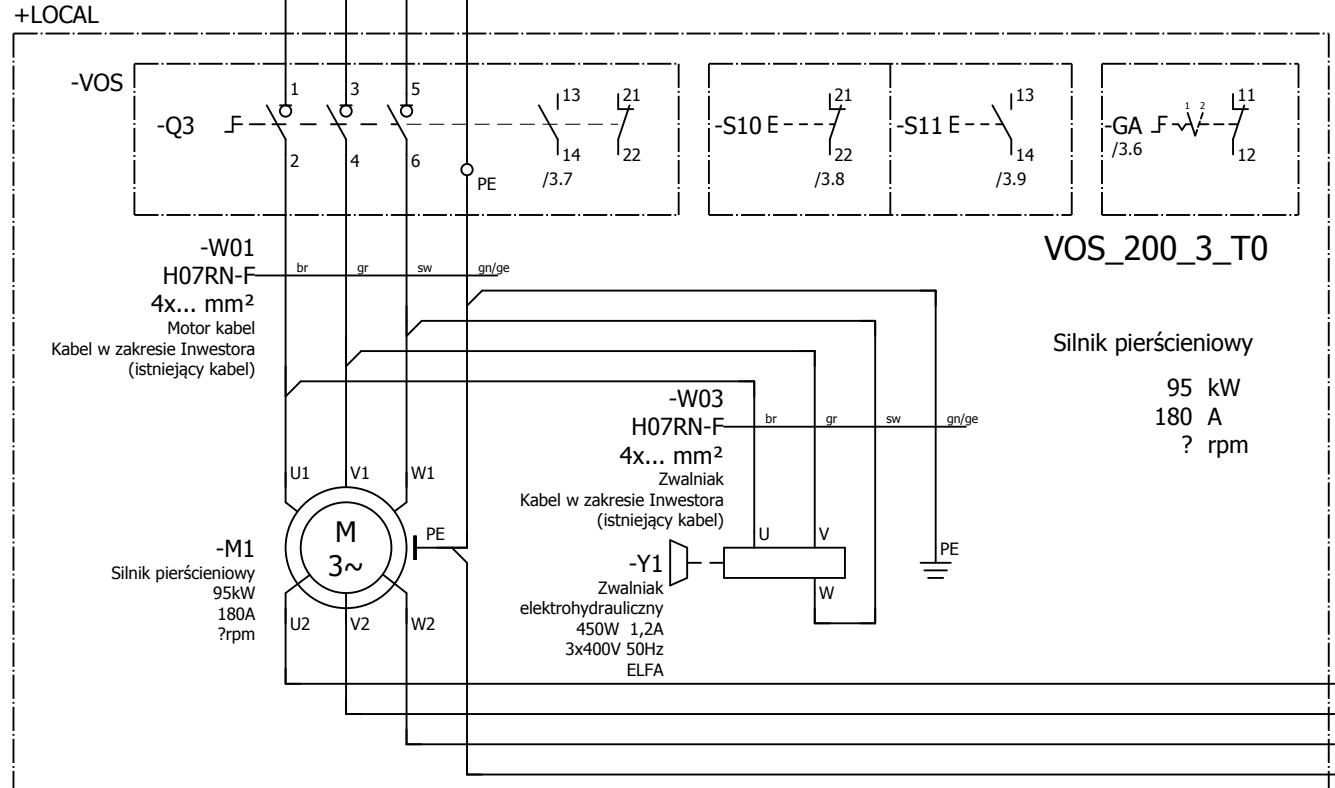 +LOCAL
-VOS
-Q3
1
3
5
2
4
6
13
14
/3.7
21
22
PE
-S10
21
22
/3.8
-S11
13
14
/3.9
-GA
/3.6
1 2
11
12
VOS_200_3_T0
-W01
H07RN-F
4x... mm²
Motor kabel
Kabel w zakresie Inwestora
(istniejący kabel)
br gr sw gn/ge
Silnik pierścieniowy
95 kW
180 A
? rpm
-W03
H07RN-F
4x... mm²
Zwalniak
Kabel w zakresie Inwestora
(istniejący kabel)
br gr sw gn/ge
U1 V1 W1
M
3~
PE
-M1
Silnik pierścieniowy
95kW
180A
?rpm
U2 V2 W2
-Y1
Zwalniak
elektrohydrauliczny
450W 1,2A
3x400V 50Hz
ELFA
U
V
W
PE